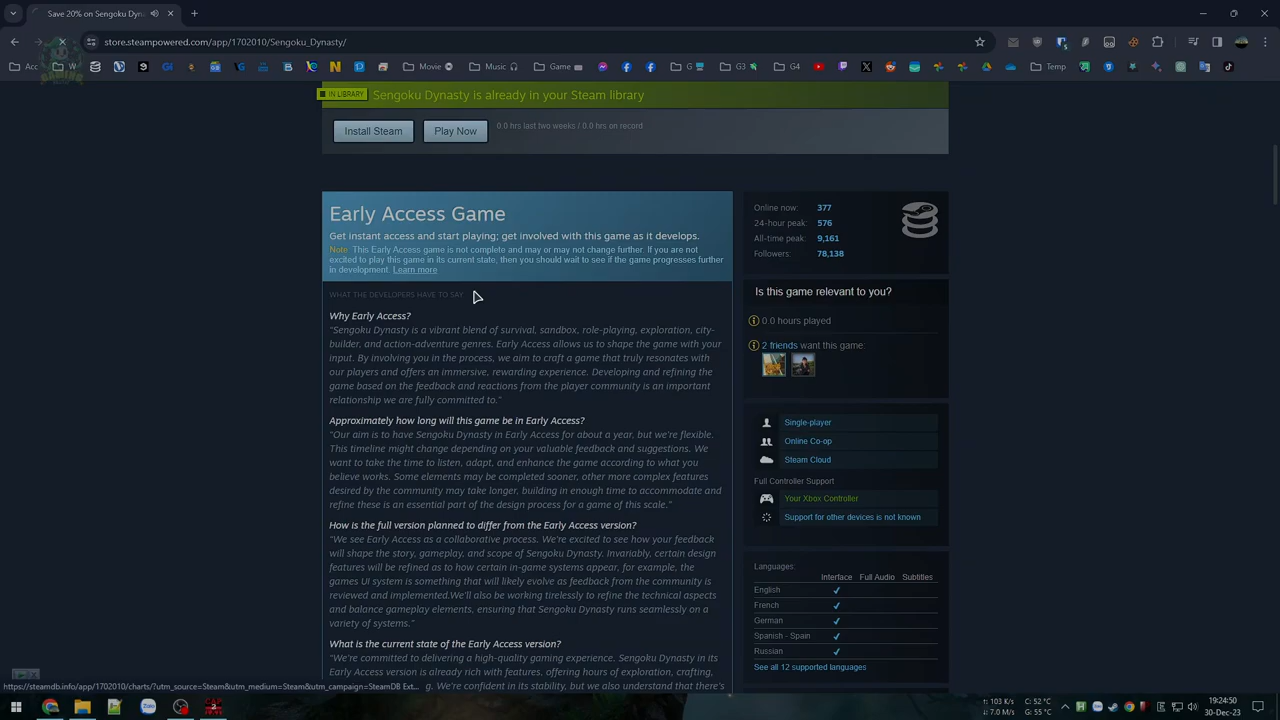 Save 20% on Sengoku Dyn
store.steampowered.com/app/1702010/Sengoku_Dynasty/
Movie
Music
Game
G
G3
G4
Temp
IN LIBRARY
Sengoku Dynasty is already in your Steam library
Install Steam
Play Now
0.0 hrs last two weeks / 0.0 hrs on record
Early Access Game
Get instant access and start playing; get involved with this game as it develops.
Note: This Early Access game is not complete and may or may not change further. If you are not
excited to play this game in its current state, then you should wait to see if the game progresses further
in development. Learn more
WHAT THE DEVELOPERS HAVE TO SAY
Why Early Access?
"Sengoku Dynasty is a vibrant blend of survival, sandbox, role-playing, exploration, city-
builder, and action-adventure genres. Early Access allows us to shape the game with your
input. By involving you in the process, we aim to craft a game that truly resonates with
our players and offers an immersive, rewarding experience. Developing and refining the
game based on the feedback and reactions from the player community is an important
relationship we are fully committed to."
Approximately how long will this game be in Early Access?
"Our aim is to have Sengoku Dynasty in Early Access for about a year, but we're flexible.
This timeline might change depending on your valuable feedback and suggestions. We
want to take the time to listen, adapt, and enhance the game according to what you
believe works. Some elements may be completed sooner, other more complex features
desired by the community may take longer, building in enough time to accommodate and
refine these is an essential part of the design process for a game of this scale."
How is the full version planned to differ from the Early Access version?
"We see Early Access as a collaborative process. We're excited to see how your feedback
will shape the story, gameplay, and scope of Sengoku Dynasty. Invariably, certain design
features will be refined as to how certain in-game systems appear, for example, the
games UI system is something that will likely evolve as feedback from the community is
reviewed and implemented.We'll also be working tirelessly to refine the technical aspects
and balance gameplay elements, ensuring that Sengoku Dynasty runs seamlessly on a
variety of systems."
What is the current state of the Early Access version?
"We're committed to delivering a high-quality gaming experience. Sengoku Dynasty in its
Early Access version is already rich with features, offering hours of exploration, crafting,
g. We're confident in its stability, but we also understand that there's
Online now: 377
24-hour peak: 576
All-time peak: 9,161
Followers: 78,138
Is this game relevant to you?
0.0 hours played
2 friends want this game:
Single-player
Online Co-op
Steam Cloud
Full Controller Support
Your Xbox Controller
Support for other devices is not known
Languages:
Interface Full Audio Subtitles
English
French
German
Spanish - Spain
Russian
See all 12 supported languages
https://steamdb.info/app/1702010/charts/?utm_source=Steam&utm_medium=Steam&utm_campaign=SteamDB Ext...
↑: 103 K/s
↓: 7.0 M/s
C: 52 °C
G: 55 °C
19:24:50
30-Dec-23